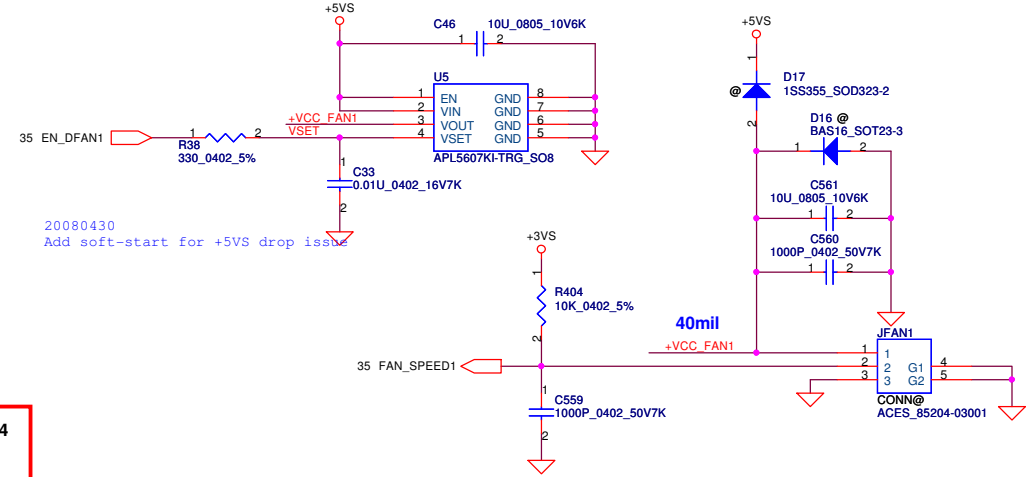 +5VS
C46 10U_0805_10V6K
1 2
U5
1 EN GND 8
2 VIN GND 7
+VCC_FAN1 3 VOUT GND 6
VSET 4 VSET GND 5
APL5607KI-TRG_SO8
35 EN_DFAN1
1 2
R38
330_0402_5%
1
C33
0.01U_0402_16V7K
2
20080430
Add soft-start for +5VS drop issue
+5VS
1
D17
1SS355_SOD323-2
@
2
D16 @
BAS16_SOT23-3
1 2
C561
10U_0805_10V6K
1 2
C560
1000P_0402_50V7K
1 2
+3VS
1
R404
10K_0402_5%
2
40mil
+VCC_FAN1
35 FAN_SPEED1
1
C559
1000P_0402_50V7K
2
JFAN1
1 1
2 2 G1 4
3 3 G2 5
CONN@
ACES_85204-03001
4